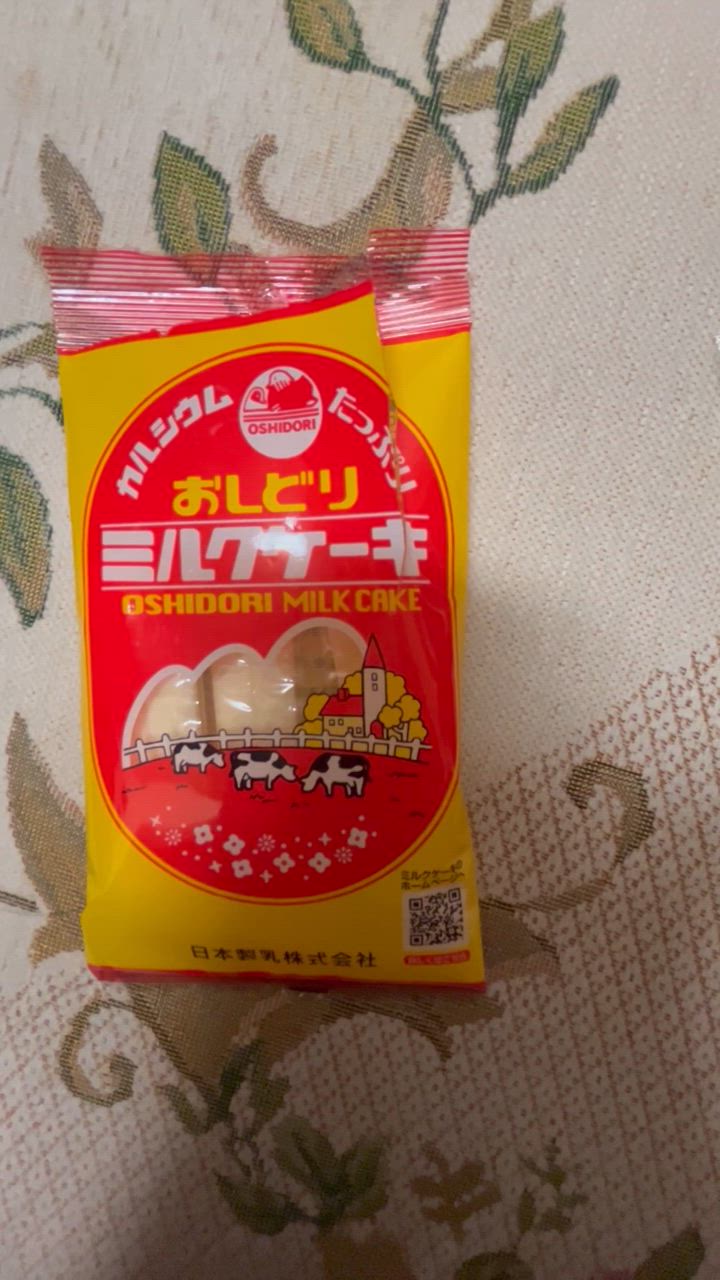 カルシウム たっぷり
OSHIDORI
おしどり
ミルクケーキ
OSHIDORI MILK CAKE
ミルクケーキの
ホームページへ
日本製乳株式会社